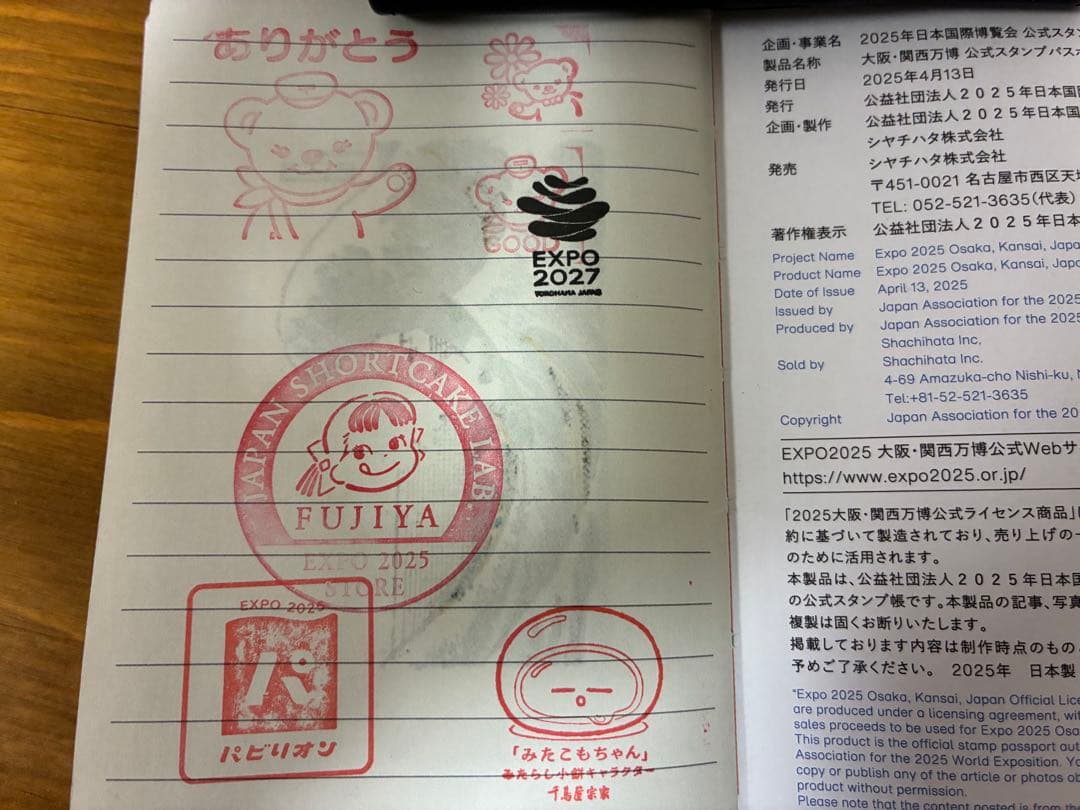 ありがとう
GOOD
EXPO
2027
YOKOHAMA JAPAN
JAPAN SHORTCAKE LAB.
FUJIYA
EXPO 2025
STORE
EXPO 2025
パ
パビリオン
「みたこもちゃん」
みたらし小餅キャラクター
千鳥屋宗家
企画・事業名 2025年日本国際博覧会 公式スタン
製品名称 大阪・関西万博 公式スタンプパスポ
発行日 2025年4月13日
発行 公益社団法人2025年日本国
企画・製作 公益社団法人2025年日本国
シヤチハタ株式会社
発売 シヤチハタ株式会社
〒451-0021 名古屋市西区天塚
TEL: 052-521-3635(代表)
著作権表示 公益社団法人2025年日本
Project Name Expo 2025 Osaka, Kansai, Japa
Product Name Expo 2025 Osaka, Kansai, Japa
Date of Issue April 13, 2025
Issued by Japan Association for the 2025
Produced by Japan Association for the 2025
Shachihata Inc,
Sold by Shachihata Inc.
4-69 Amazuka-cho Nishi-ku, N
Tel:+81-52-521-3635
Copyright Japan Association for the 20
EXPO2025 大阪・関西万博公式Webサ
https://www.expo2025.or.jp/
「2025大阪・関西万博公式ライセンス商品」
約に基づいて製造されており、売り上げの一
のために活用されます。
本製品は、公益社団法人2025年日本国
の公式スタンプ帳です。本製品の記事、写真
複製は固くお断りいたします。
掲載しております内容は制作時点のもの
予めご了承ください。 2025年 日本製
"Expo 2025 Osaka, Kansai, Japan Official Lice
are produced under a licensing agreement, wit
sales proceeds to be used for Expo 2025 Osa
This product is the official stamp passport aut
Association for the 2025 World Exposition. Yo
copy or publish any of the article or photos ob
product without permission.
Please note that the content posted is from the